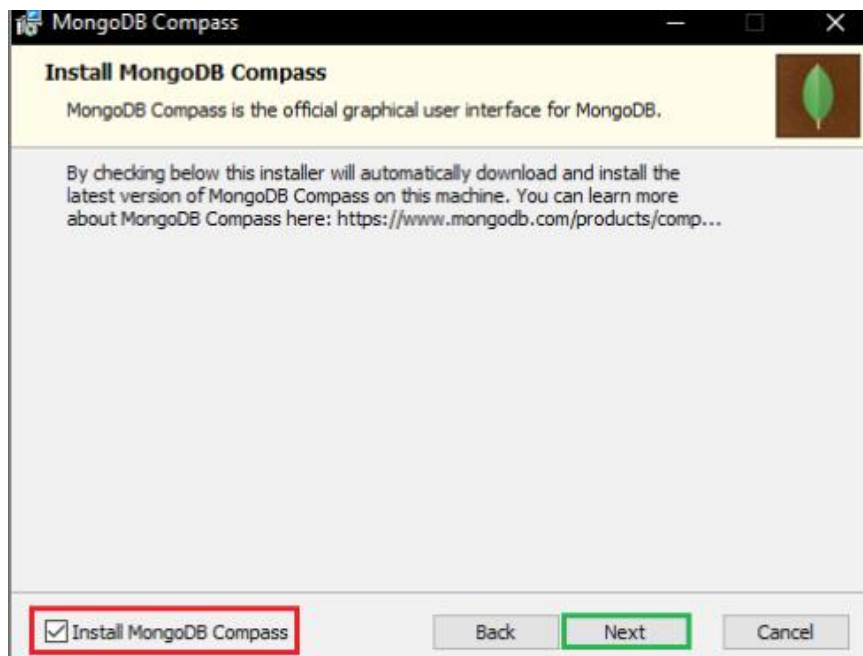 MongoDB Compass
Install MongoDB Compass
MongoDB Compass is the official graphical user interface for MongoDB.
By checking below this installer will automatically download and install the
latest version of MongoDB Compass on this machine. You can learn more
about MongoDB Compass here: https://www.mongodb.com/products/comp...
Install MongoDB Compass Back Next Cancel